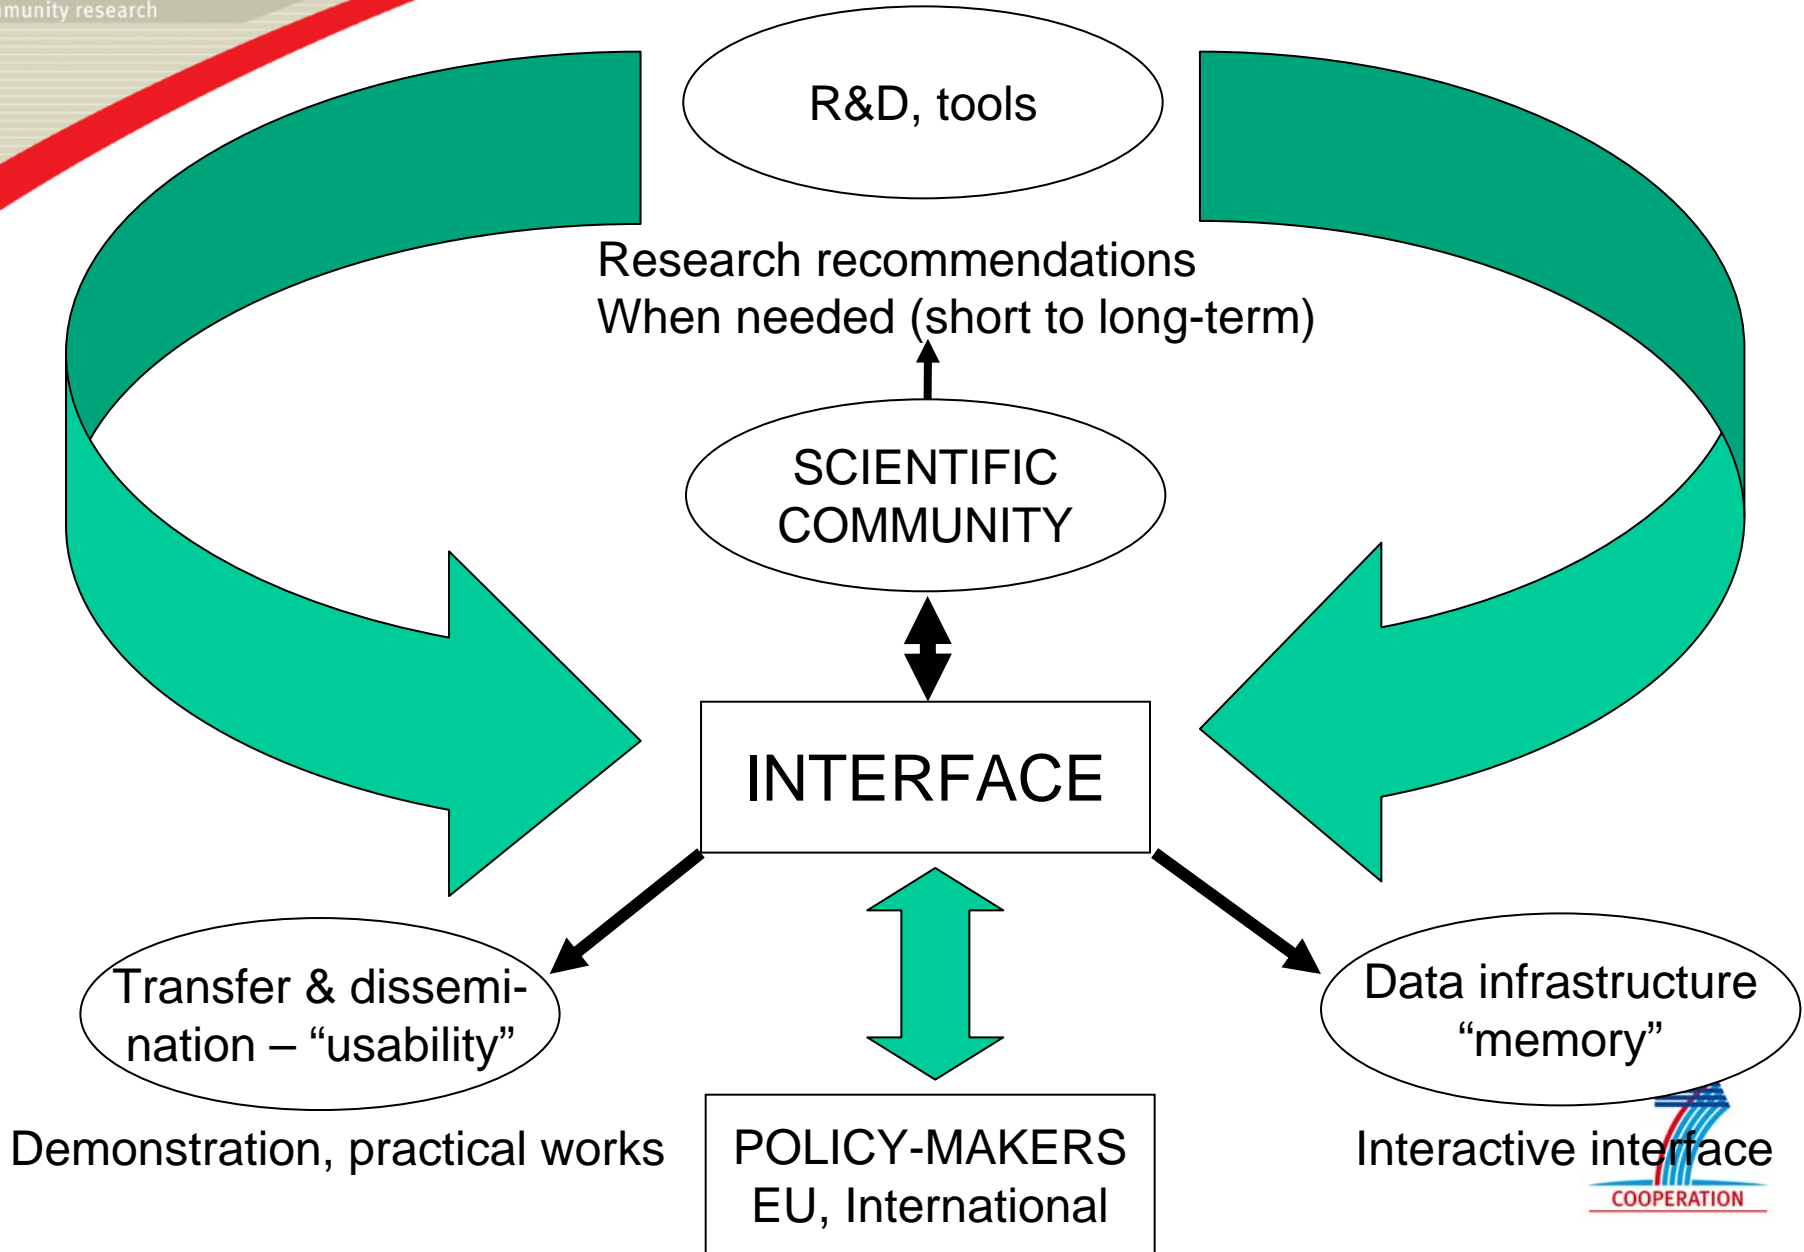 research
R&D, tools
Research recommendations
When needed (short to long-term)
SCIENTIFIC
COMMUNITY
INTERFACE
Transfer & dissemi-
nation – “usability”
Data infrastructure
“memory”
Demonstration, practical works
POLICY-MAKERS
EU, International
Interactive interface
COOPERATION